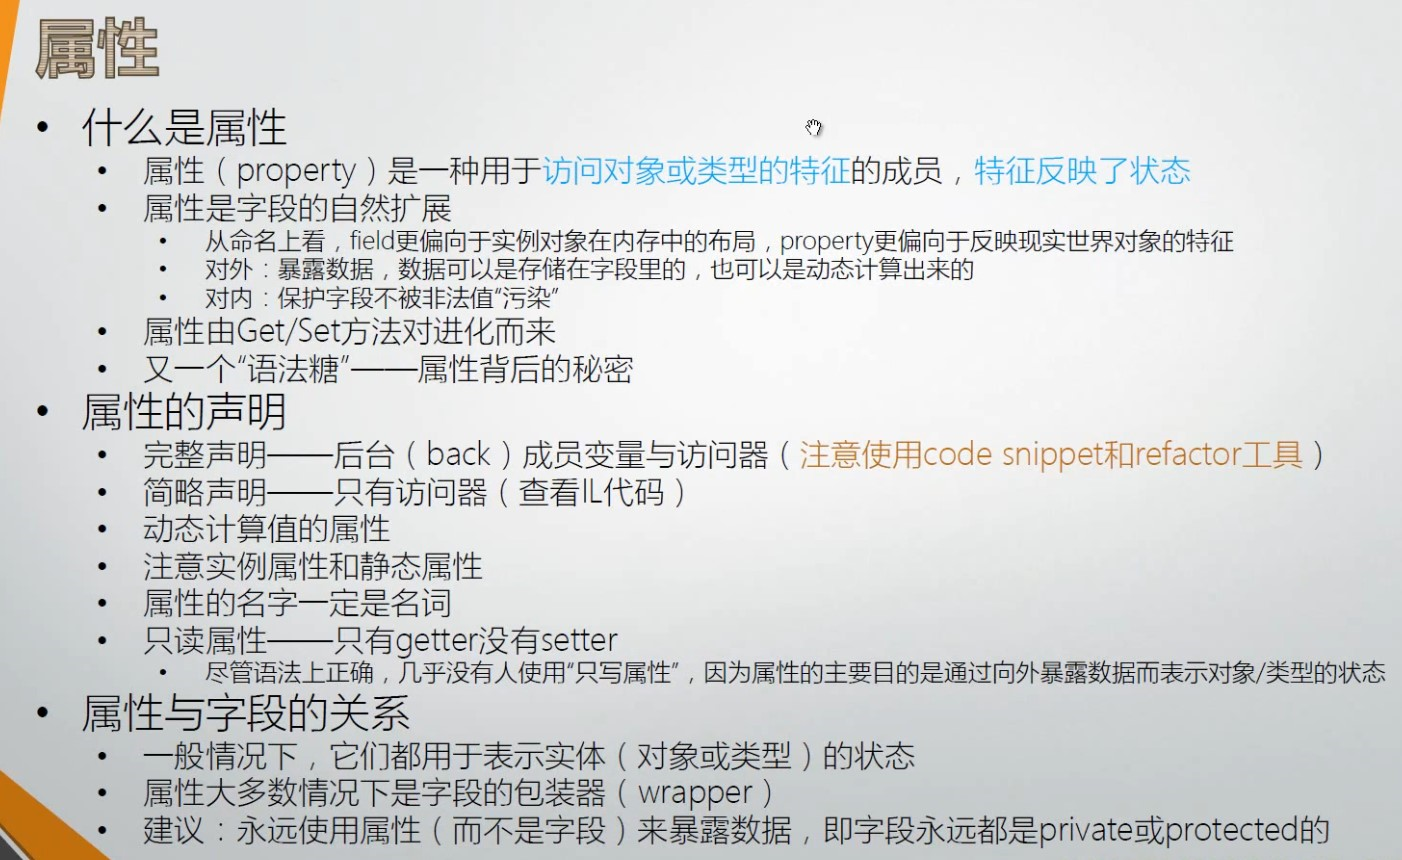 属性
• 什么是属性
• 属性（property）是一种用于访问对象或类型的特征的成员，特征反映了状态
• 属性是字段的自然扩展
• 从命名上看，field更偏向于实例对象在内存中的布局，property更偏向于反映现实世界对象的特征
• 对外：暴露数据，数据可以是存储在字段里的，也可以是动态计算出来的
• 对内：保护字段不被非法值“污染”
• 属性由Get/Set方法对进化而来
• 又一个“语法糖”——属性背后的秘密
• 属性的声明
• 完整声明——后台（back）成员变量与访问器（注意使用code snippet和refactor工具）
• 简略声明——只有访问器（查看IL代码）
• 动态计算值的属性
• 注意实例属性和静态属性
• 属性的名字一定是名词
• 只读属性——只有getter没有setter
• 尽管语法上正确，几乎没有人使用“只写属性”，因为属性的主要目的是通过向外暴露数据而表示对象/类型的状态
• 属性与字段的关系
• 一般情况下，它们都用于表示实体（对象或类型）的状态
• 属性大多数情况下是字段的包装器（wrapper）
• 建议：永远使用属性（而不是字段）来暴露数据，即字段永远都是private或protected的